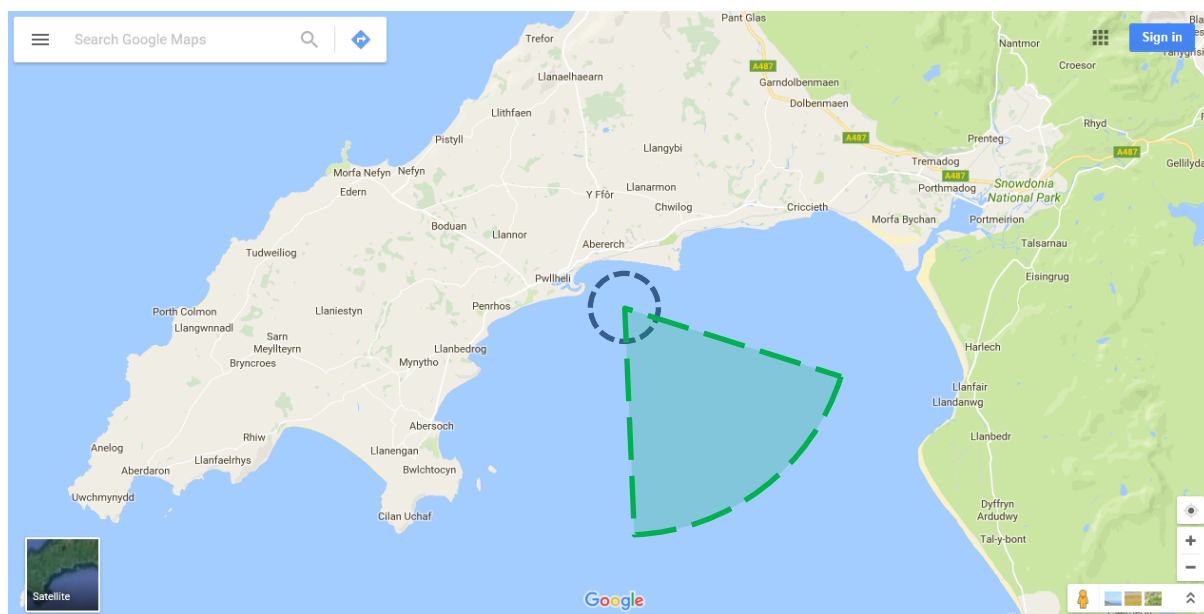 Search Google Maps
Sign in
Pant Glas
Trefor
Nantmor
Croesor
A487
Llanaelhaearn
Garndolbenmaen
Dolbenmaen
Llithfaen
Rhyd
Pistyll
A487
Prenteg
Llangybi
A487
Tremadog
Morfa Nefyn
Nefyn
A487
Edern
Llanarmon
Porthmadog
Snowdonia
National Park
Y Ffôr
Chwilog
Criccieth
Morfa Bychan
Portmeirion
Boduan
Llannor
Abererch
Talsarnau
Tudweiliog
Pwllheli
Eisingrug
Penrhos
Porth Colmon
Llaniestyn
Llangwnnadl
Sarn
Meyllteyrn
Llanbedrog
Harlech
Bryncroes
Mynytho
Llanfair
Llandanwg
Abersoch
Rhiw
Llanbedr
Anelog
Llanengan
Llanfaelrhys
Aberdaron
Bwlchtocyn
Uwchmynydd
Dyffryn
Ardudwy
Cilan Uchaf
Tal-y-bont
Satellite
Google